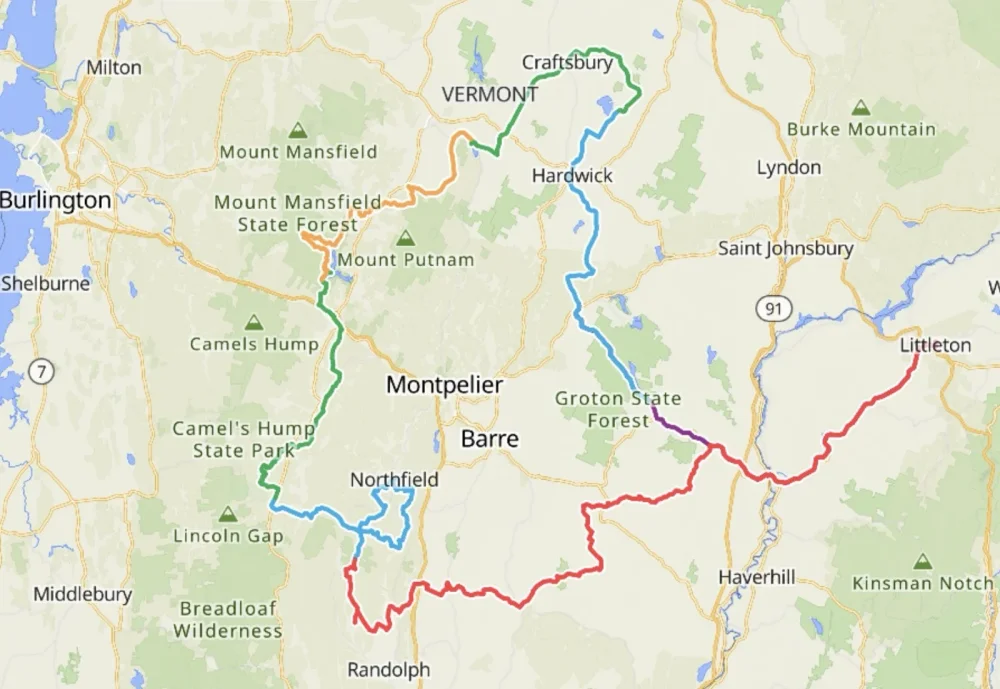 Milton
Craftsbury
VERMONT
Burke Mountain
Mount Mansfield
Lyndon
Hardwick
Burlington
Mount Mansfield
State Forest
Mount Putnam
Saint Johnsbury
Shelburne
W
91
Camels Hump
Littleton
7
Montpelier
Groton State
Forest
Camel's Hump
State Park
Barre
Northfield
Lincoln Gap
Haverhill
Kinsman Notch
Middlebury
Breadloaf
Wilderness
Randolph